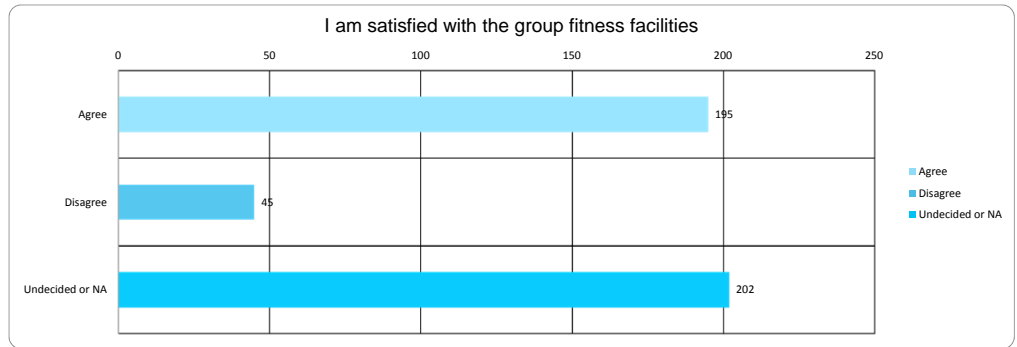 I am satisfied with the group fitness facilities
0 50 100 150 200 250
Agree 195
Disagree 45
Undecided or NA 202
Agree
Disagree
Undecided or NA